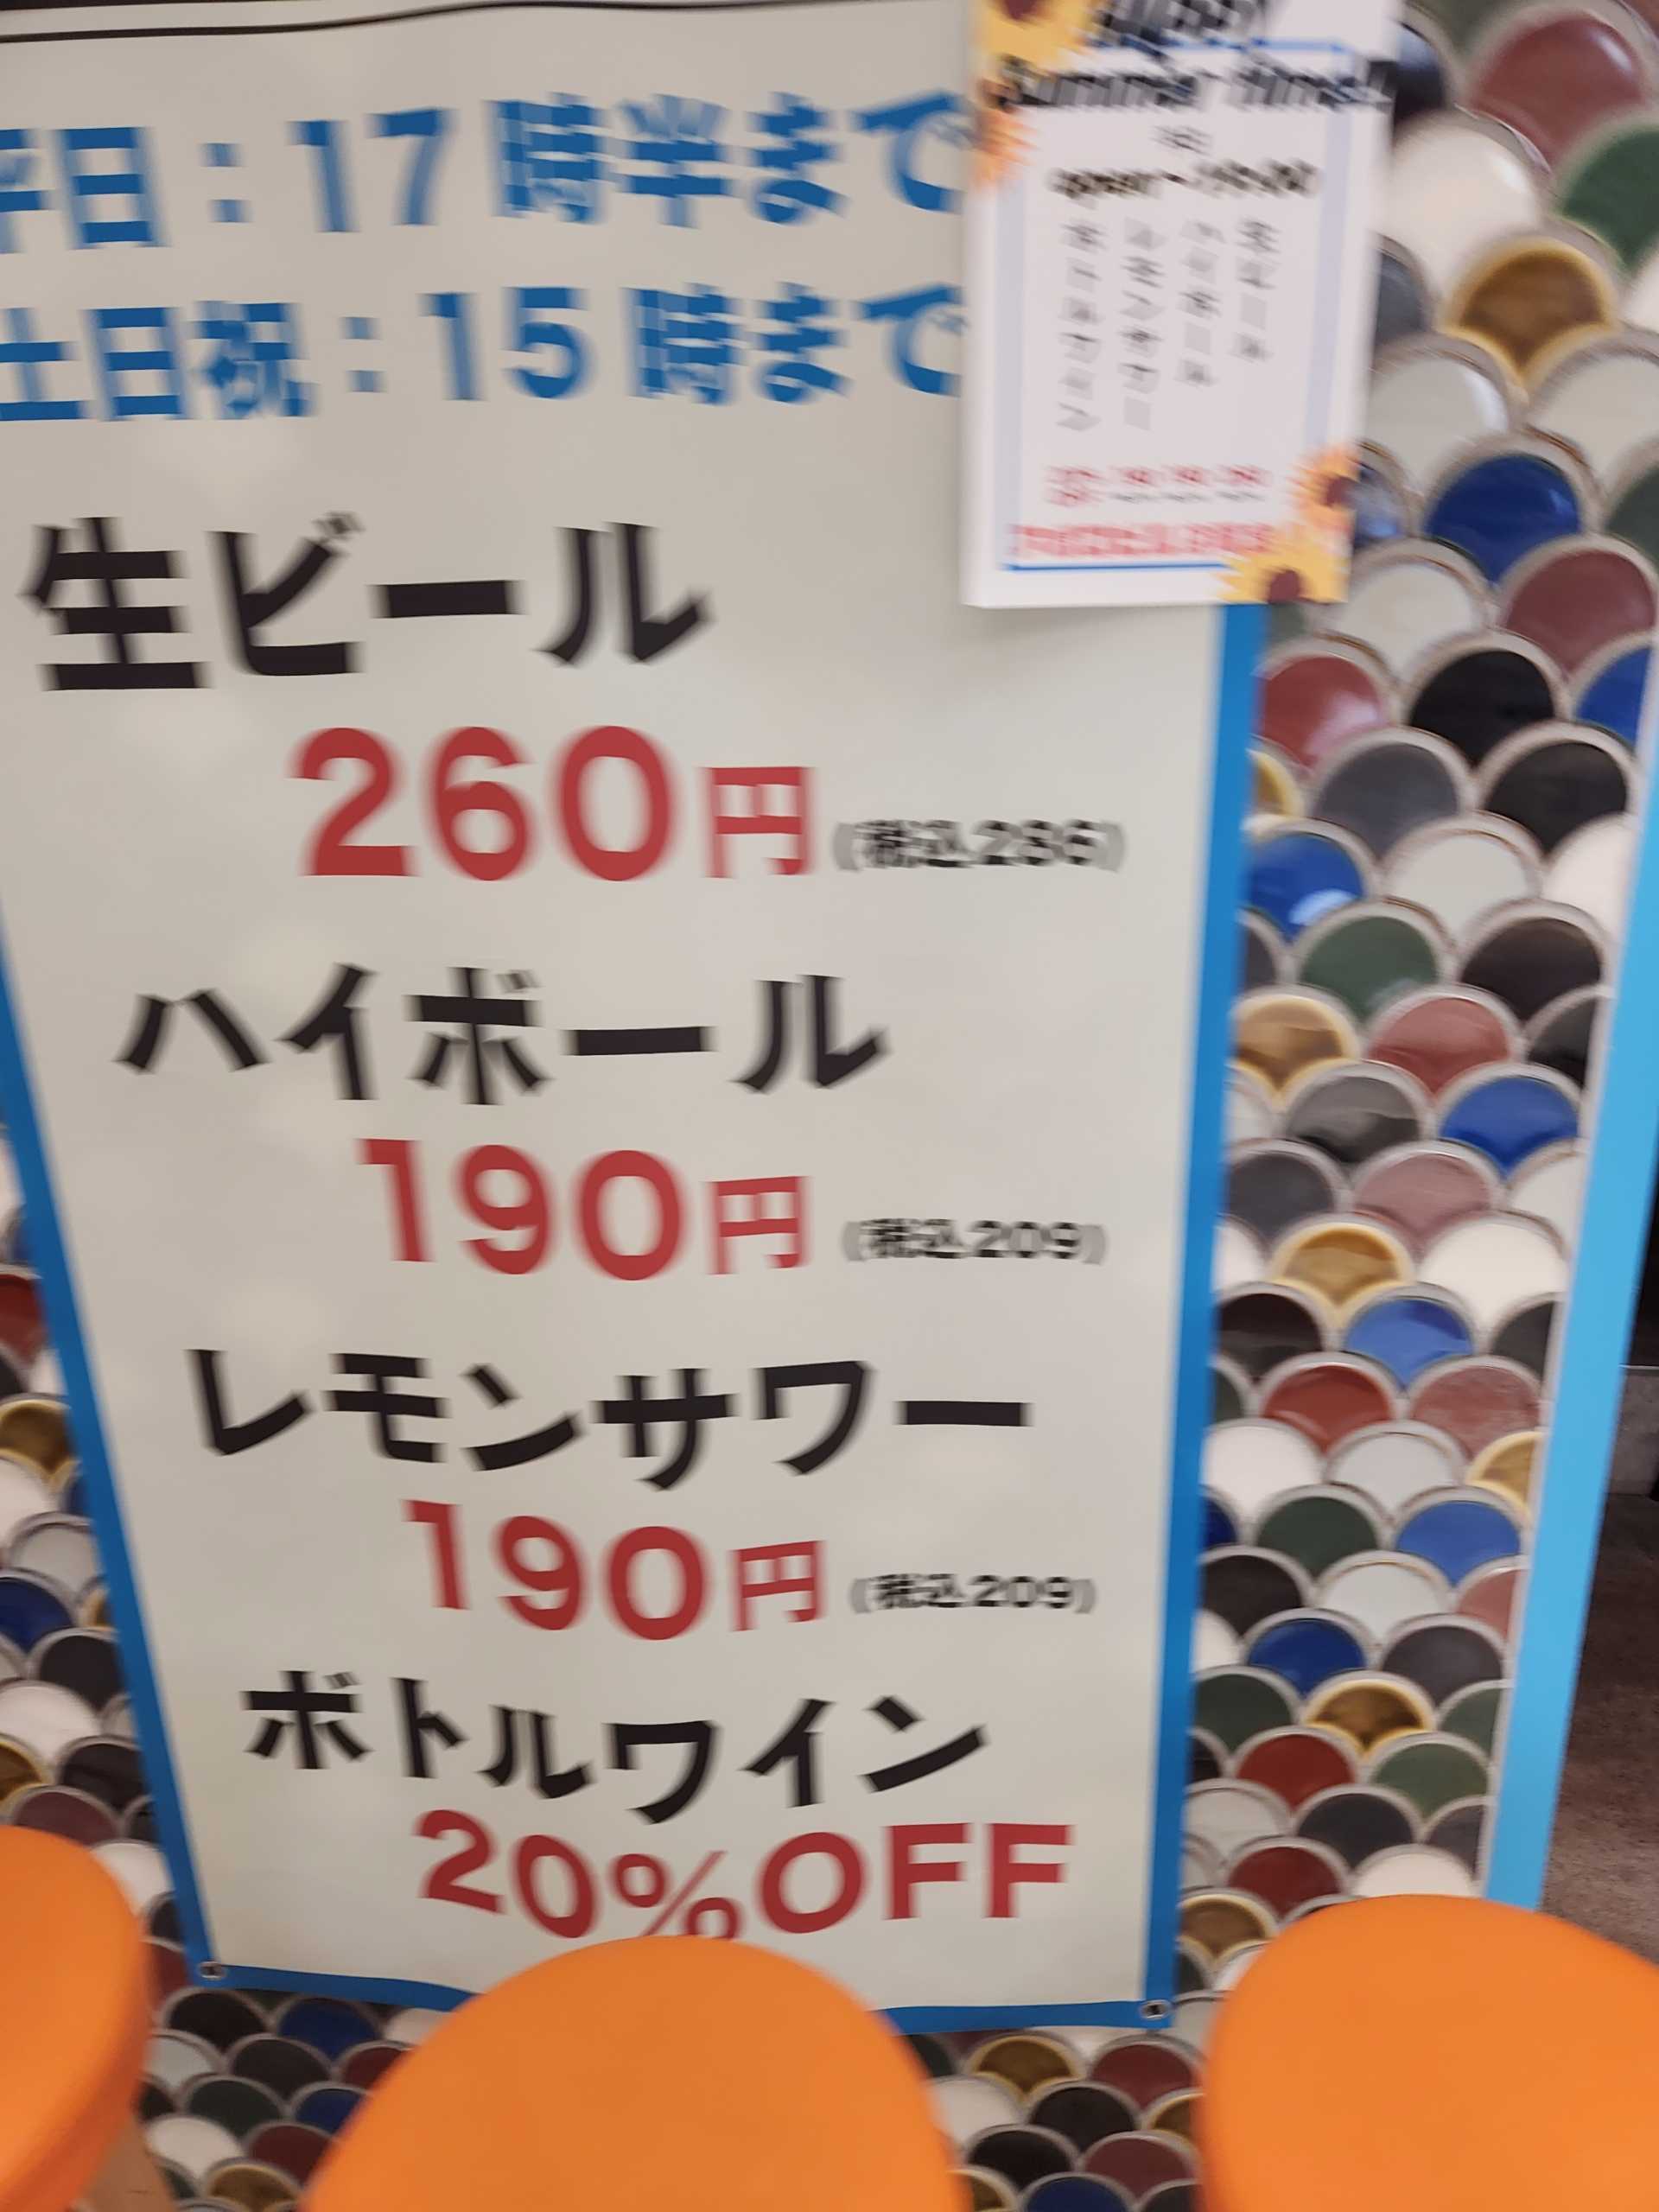 平日：17時半まで
土日祝：15時まで
生ビール
260円(税込286)
ハイボール
190円(税込209)
レモンサワー
190円(税込209)
ボトルワイン
20%OFF
Summer time!!